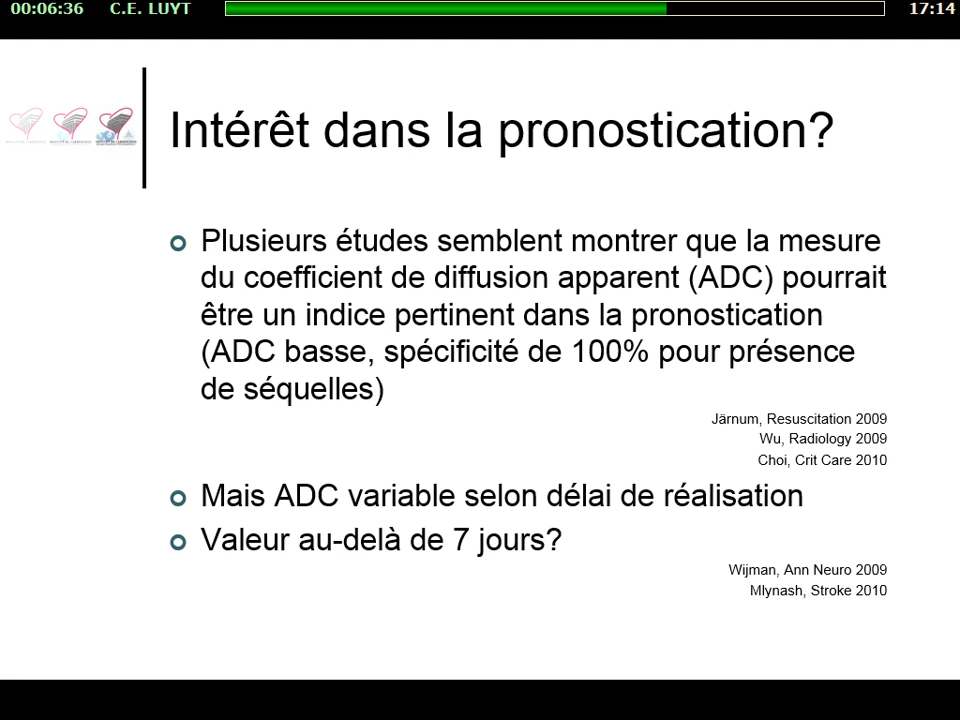 00:06:36 C.E. LUYT 17:14
Intérêt dans la pronostication?
Plusieurs études semblent montrer que la mesure
du coefficient de diffusion apparent (ADC) pourrait
être un indice pertinent dans la pronostication
(ADC basse, spécificité de 100% pour présence
de séquelles)
Järnum, Resuscitation 2009
Wu, Radiology 2009
Choi, Crit Care 2010
Mais ADC variable selon délai de réalisation
Valeur au-delà de 7 jours?
Wijman, Ann Neuro 2009
Mlynash, Stroke 2010